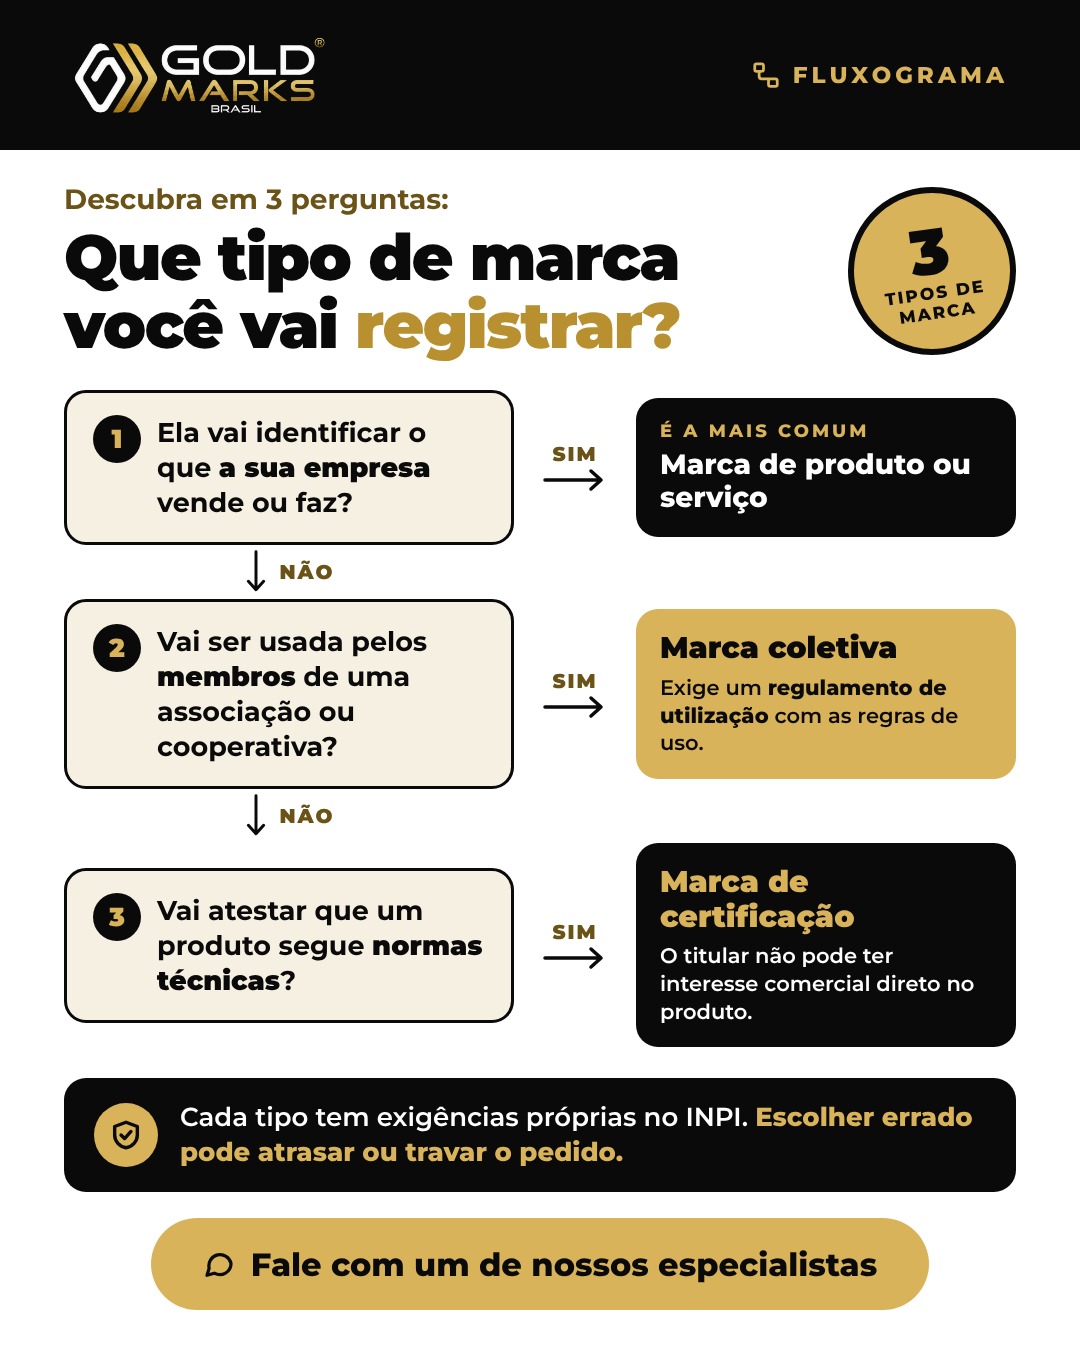 GOLD ®
MARKS
BRASIL
FLUXOGRAMA
Descubra em 3 perguntas:
Que tipo de marca
você vai registrar?
3
TIPOS DE
MARCA
1
Ela vai identificar o
que a sua empresa
vende ou faz?
SIM
É A MAIS COMUM
Marca de produto ou
serviço
NÃO
2
Vai ser usada pelos
membros de uma
associação ou
cooperativa?
SIM
Marca coletiva
Exige um regulamento de
utilização com as regras de
uso.
NÃO
3
Vai atestar que um
produto segue normas
técnicas?
SIM
Marca de
certificação
O titular não pode ter
interesse comercial direto no
produto.
Cada tipo tem exigências próprias no INPI. Escolher errado
pode atrasar ou travar o pedido.
Fale com um de nossos especialistas